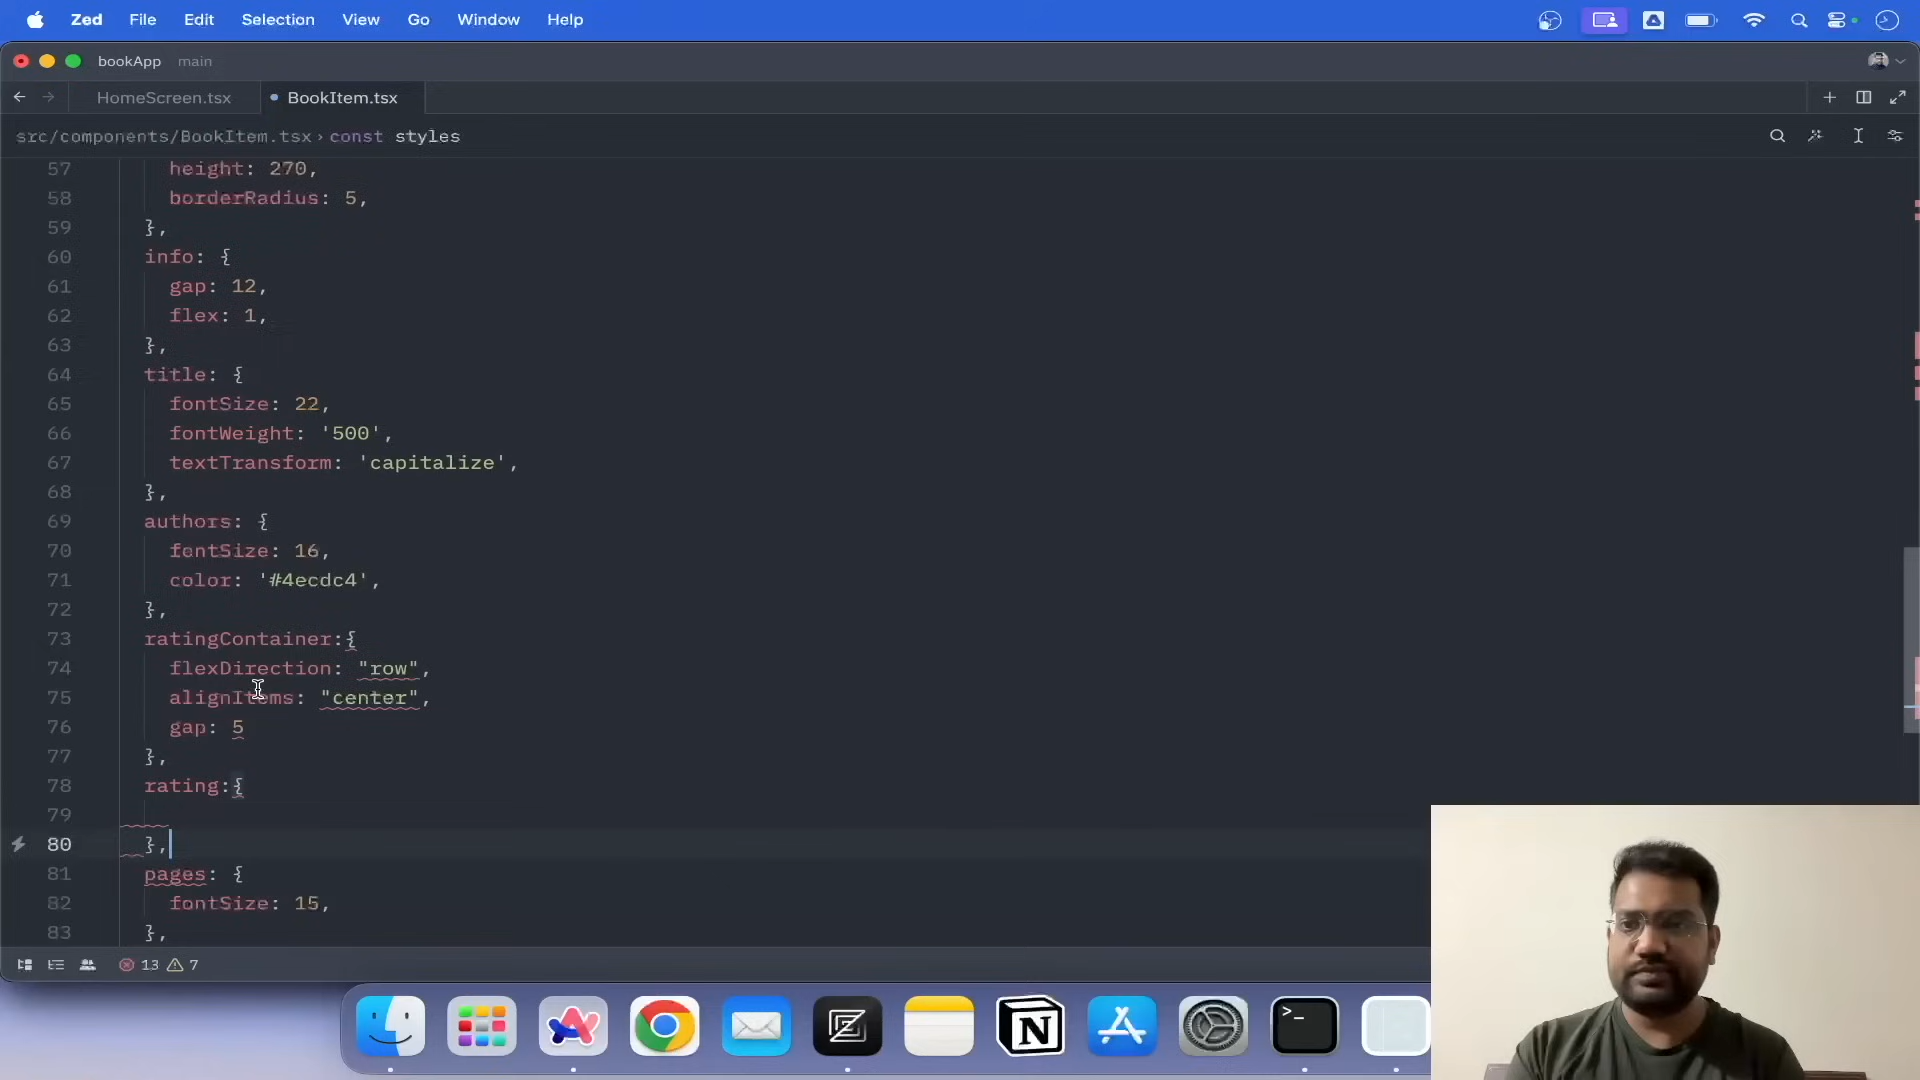 Zed File Edit Selection View Go Window Help
bookApp main
HomeScreen.tsx BookItem.tsx
src/components/BookItem.tsx › const styles
57 height: 270,
58 borderRadius: 5,
59 },
60 info: {
61 gap: 12,
62 flex: 1,
63 },
64 title: {
65 fontSize: 22,
66 fontWeight: '500',
67 textTransform: 'capitalize',
68 },
69 authors: {
70 fontSize: 16,
71 color: '#4ecdc4',
72 },
73 ratingContainer:{
74 flexDirection: "row",
75 alignItems: "center",
76 gap: 5
77 },
78 rating:{
79
80 },
81 pages: {
82 fontSize: 15,
83 },
13 7